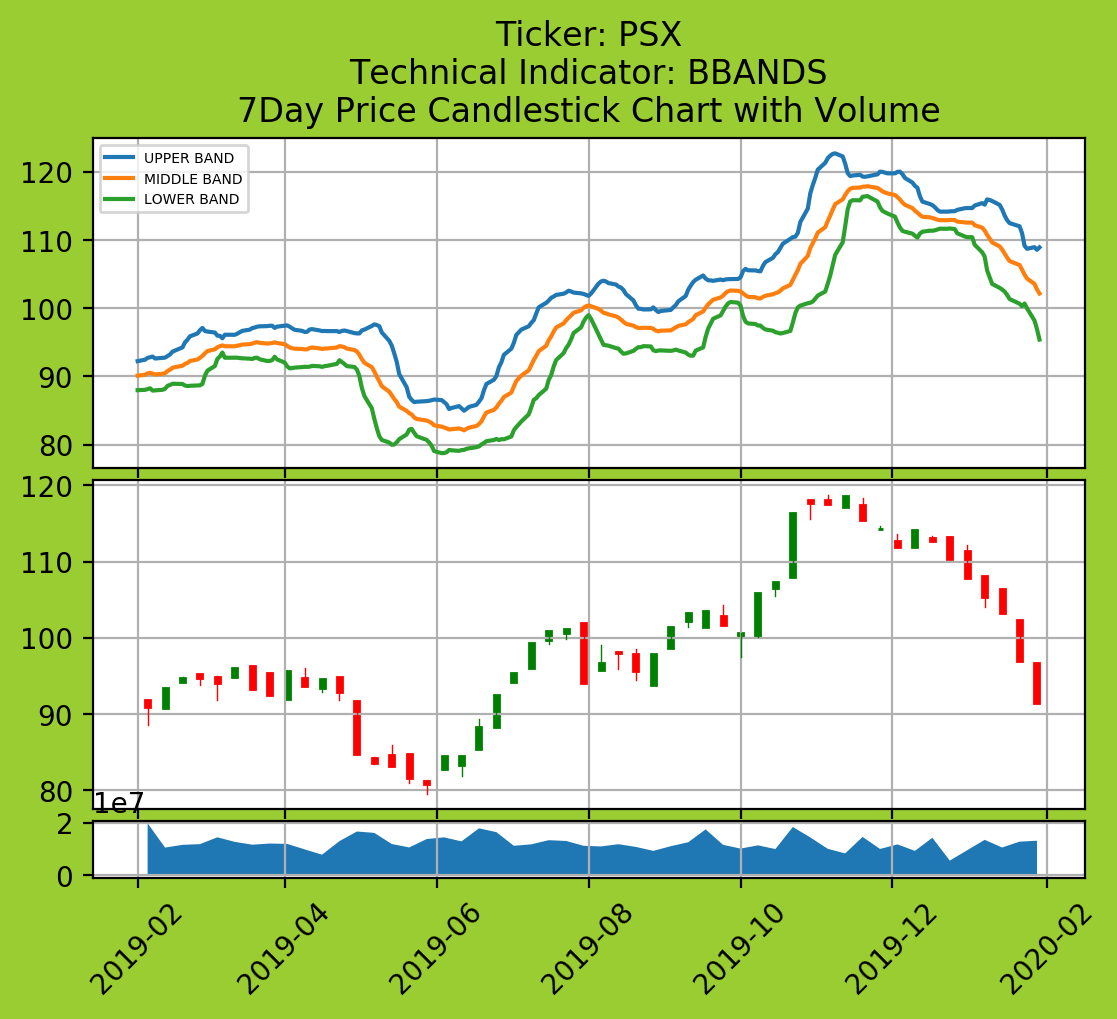 Ticker: PSX
Technical Indicator: BBANDS
7Day Price Candlestick Chart with Volume
UPPER BAND
MIDDLE BAND
LOWER BAND
120
110
100
90
80
120
110
100
90
80
1e7
2
0
2019-02
2019-04
2019-06
2019-08
2019-10
2019-12
2020-02